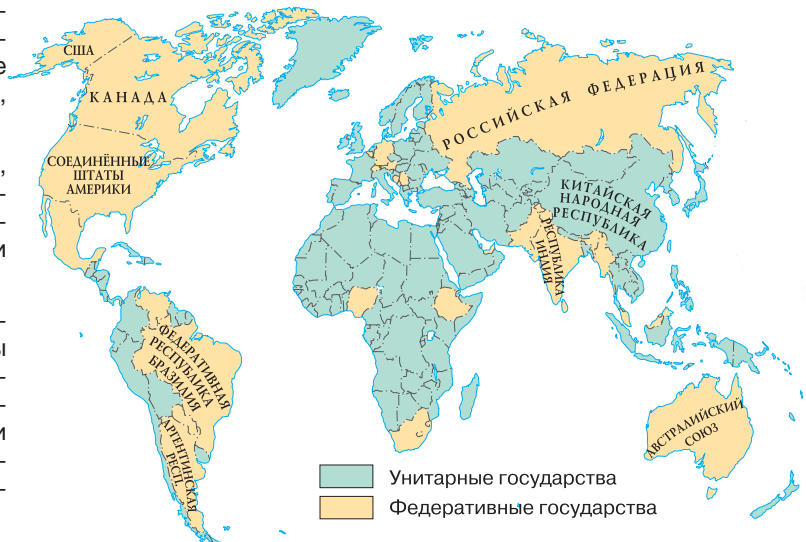 США
КАНАДА
СОЕДИНЁННЫЕ
ШТАТЫ
АМЕРИКИ
РОССИЙСКАЯ ФЕДЕРАЦИЯ
КИТАЙСКАЯ
НАРОДНАЯ
РЕСПУБЛИКА
РЕСПУБЛИКА
ИНДИЯ
ФЕДЕРАТИВНАЯ
РЕСПУБЛИКА
БРАЗИДИЯ
АРГЕНТИНСКАЯ
РЕСП.
АВСТРАЛИЙСКИЙ
СОЮЗ
Унитарные государства
Федеративные государства